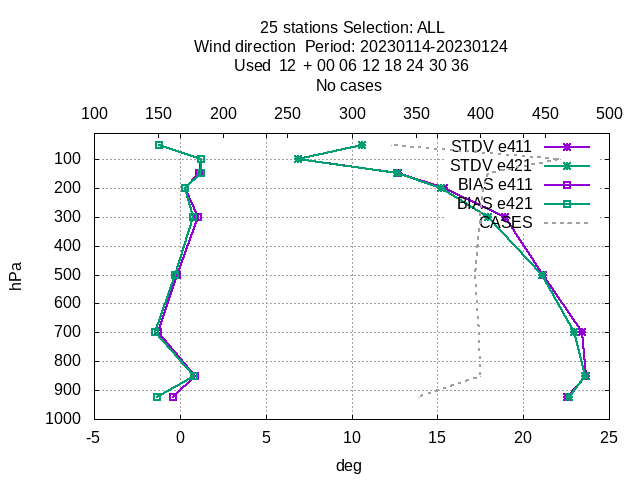 25 stations Selection: ALL
Wind direction  Period: 20230114-20230124
Used  12  + 00 06 12 18 24 30 36
No cases
100 150 200 250 300 350 400 450 500
STDV e411
STDV e421
BIAS e411
BIAS e421
CASES
100
200
300
400
500
600
700
800
900
1000
hPa
-5 0 5 10 15 20 25
deg